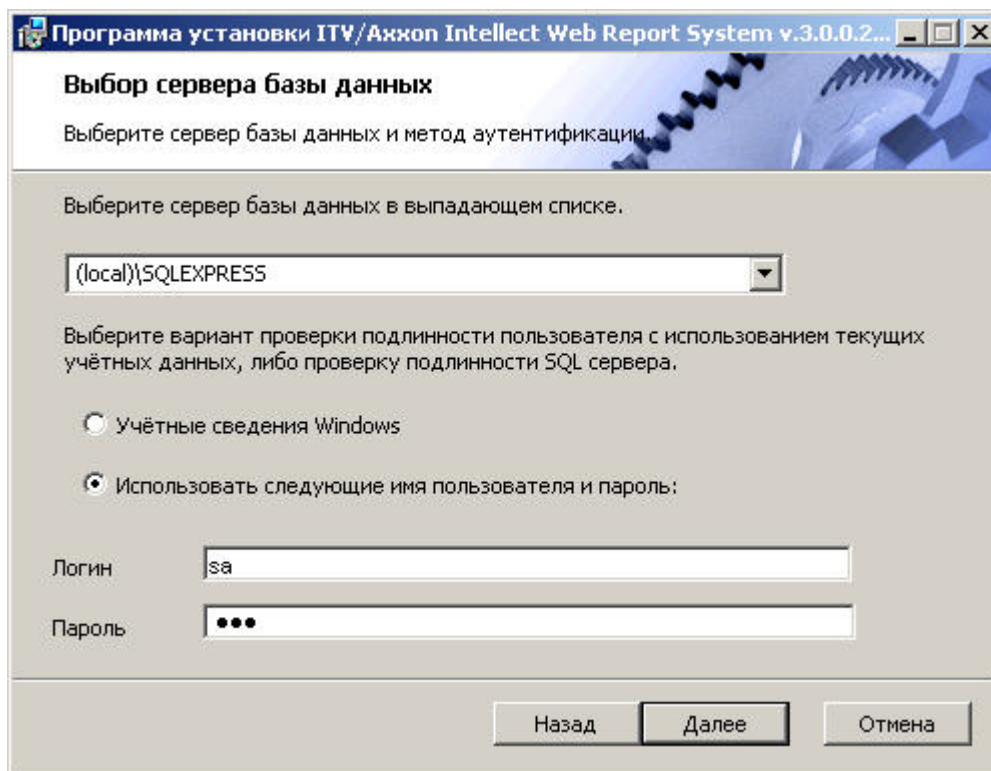 Программа установки ITV/Axxon Intellect Web Report System v.3.0.0.2...
Выбор сервера базы данных
Выберите сервер базы данных и метод аутентификации.
Выберите сервер базы данных в выпадающем списке.
(local)\SQLEXPRESS
Выберите вариант проверки подлинности пользователя с использованием текущих
учётных данных, либо проверку подлинности SQL сервера.
Учётные сведения Windows
Использовать следующие имя пользователя и пароль:
Логин
sa
Пароль
●●●
Назад
Далее
Отмена